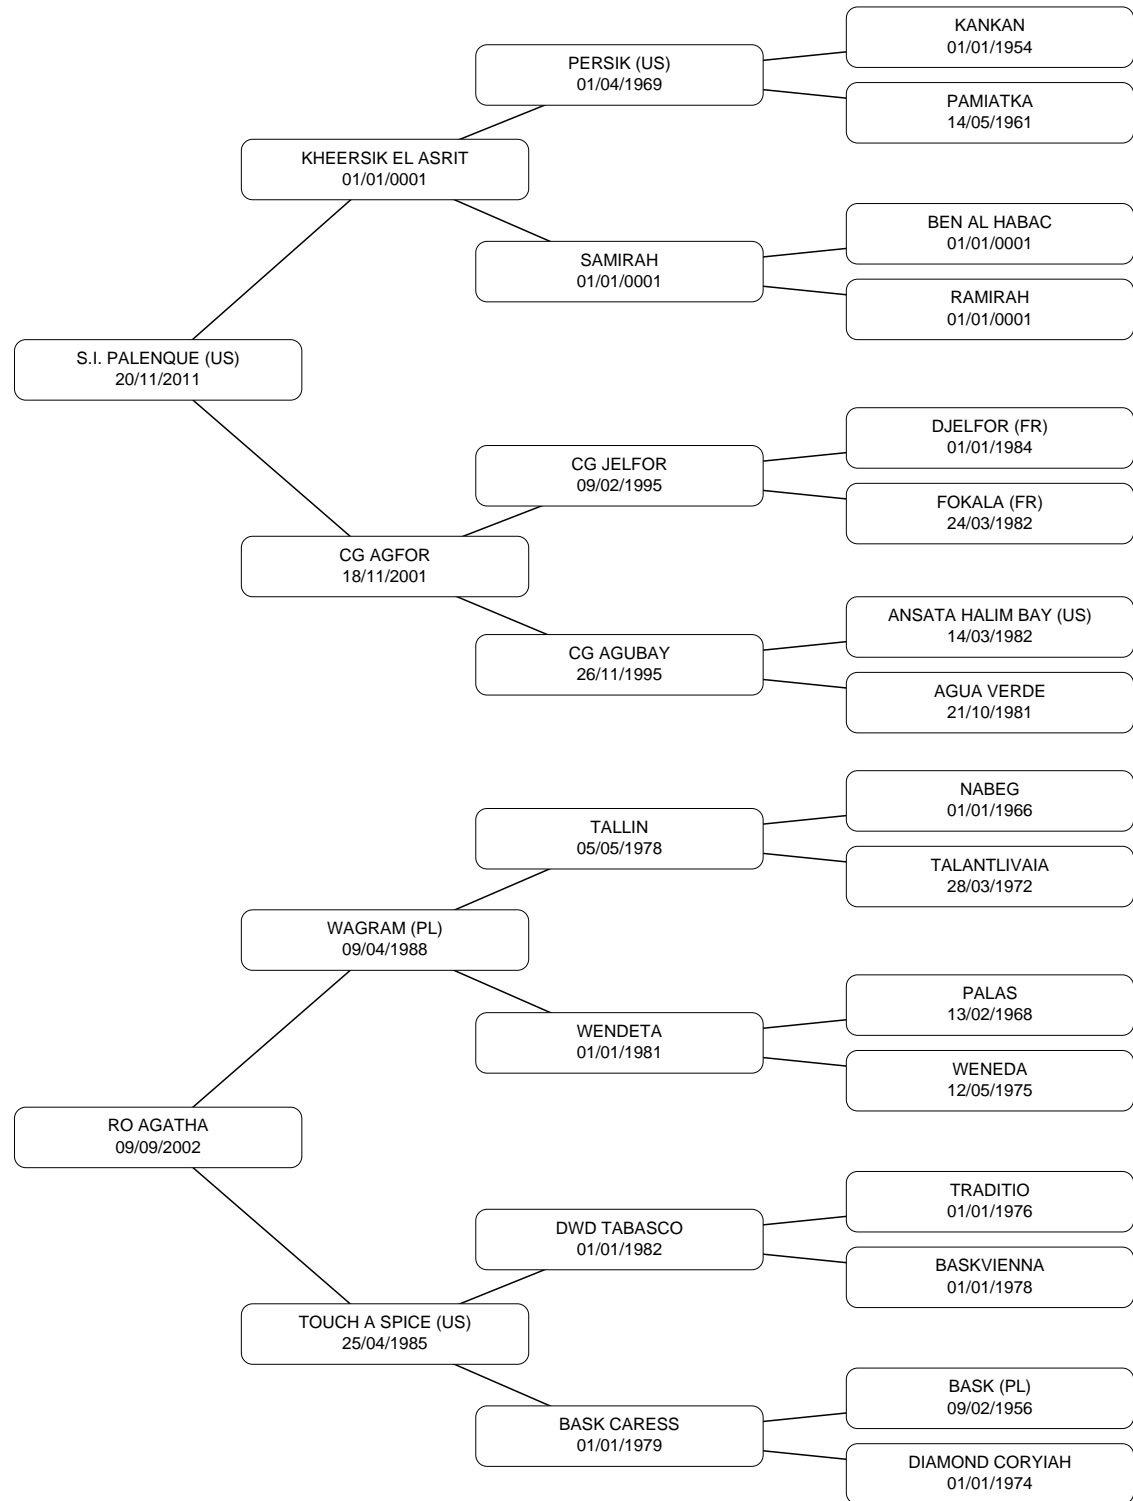 KANKAN
01/01/1954
PERSIK (US)
01/04/1969
PAMIATKA
14/05/1961
KHEERSIK EL ASRIT
01/01/0001
BEN AL HABAC
01/01/0001
SAMIRAH
01/01/0001
RAMIRAH
01/01/0001
S.I. PALENQUE (US)
20/11/2011
DJELFOR (FR)
01/01/1984
CG JELFOR
09/02/1995
FOKALA (FR)
24/03/1982
CG AGFOR
18/11/2001
ANSATA HALIM BAY (US)
14/03/1982
CG AGUBAY
26/11/1995
AGUA VERDE
21/10/1981
NABEG
01/01/1966
TALLIN
05/05/1978
TALANTLIVAIA
28/03/1972
WAGRAM (PL)
09/04/1988
PALAS
13/02/1968
WENDETA
01/01/1981
WENEDA
12/05/1975
RO AGATHA
09/09/2002
TRADITIO
01/01/1976
DWD TABASCO
01/01/1982
BASKVIENNA
01/01/1978
TOUCH A SPICE (US)
25/04/1985
BASK (PL)
09/02/1956
BASK CARESS
01/01/1979
DIAMOND CORYIAH
01/01/1974